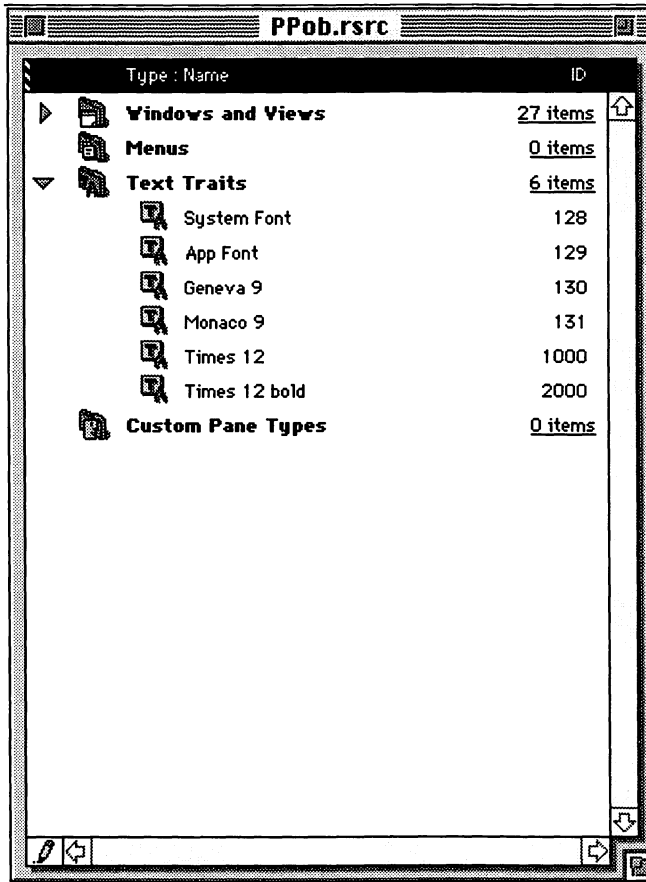 PPob.rsrc
Type : Name ID
Windows and Views 27 items
Menus 0 items
Text Traits 6 items
System Font 128
App Font 129
Geneva 9 130
Monaco 9 131
Times 12 1000
Times 12 bold 2000
Custom Pane Types 0 items